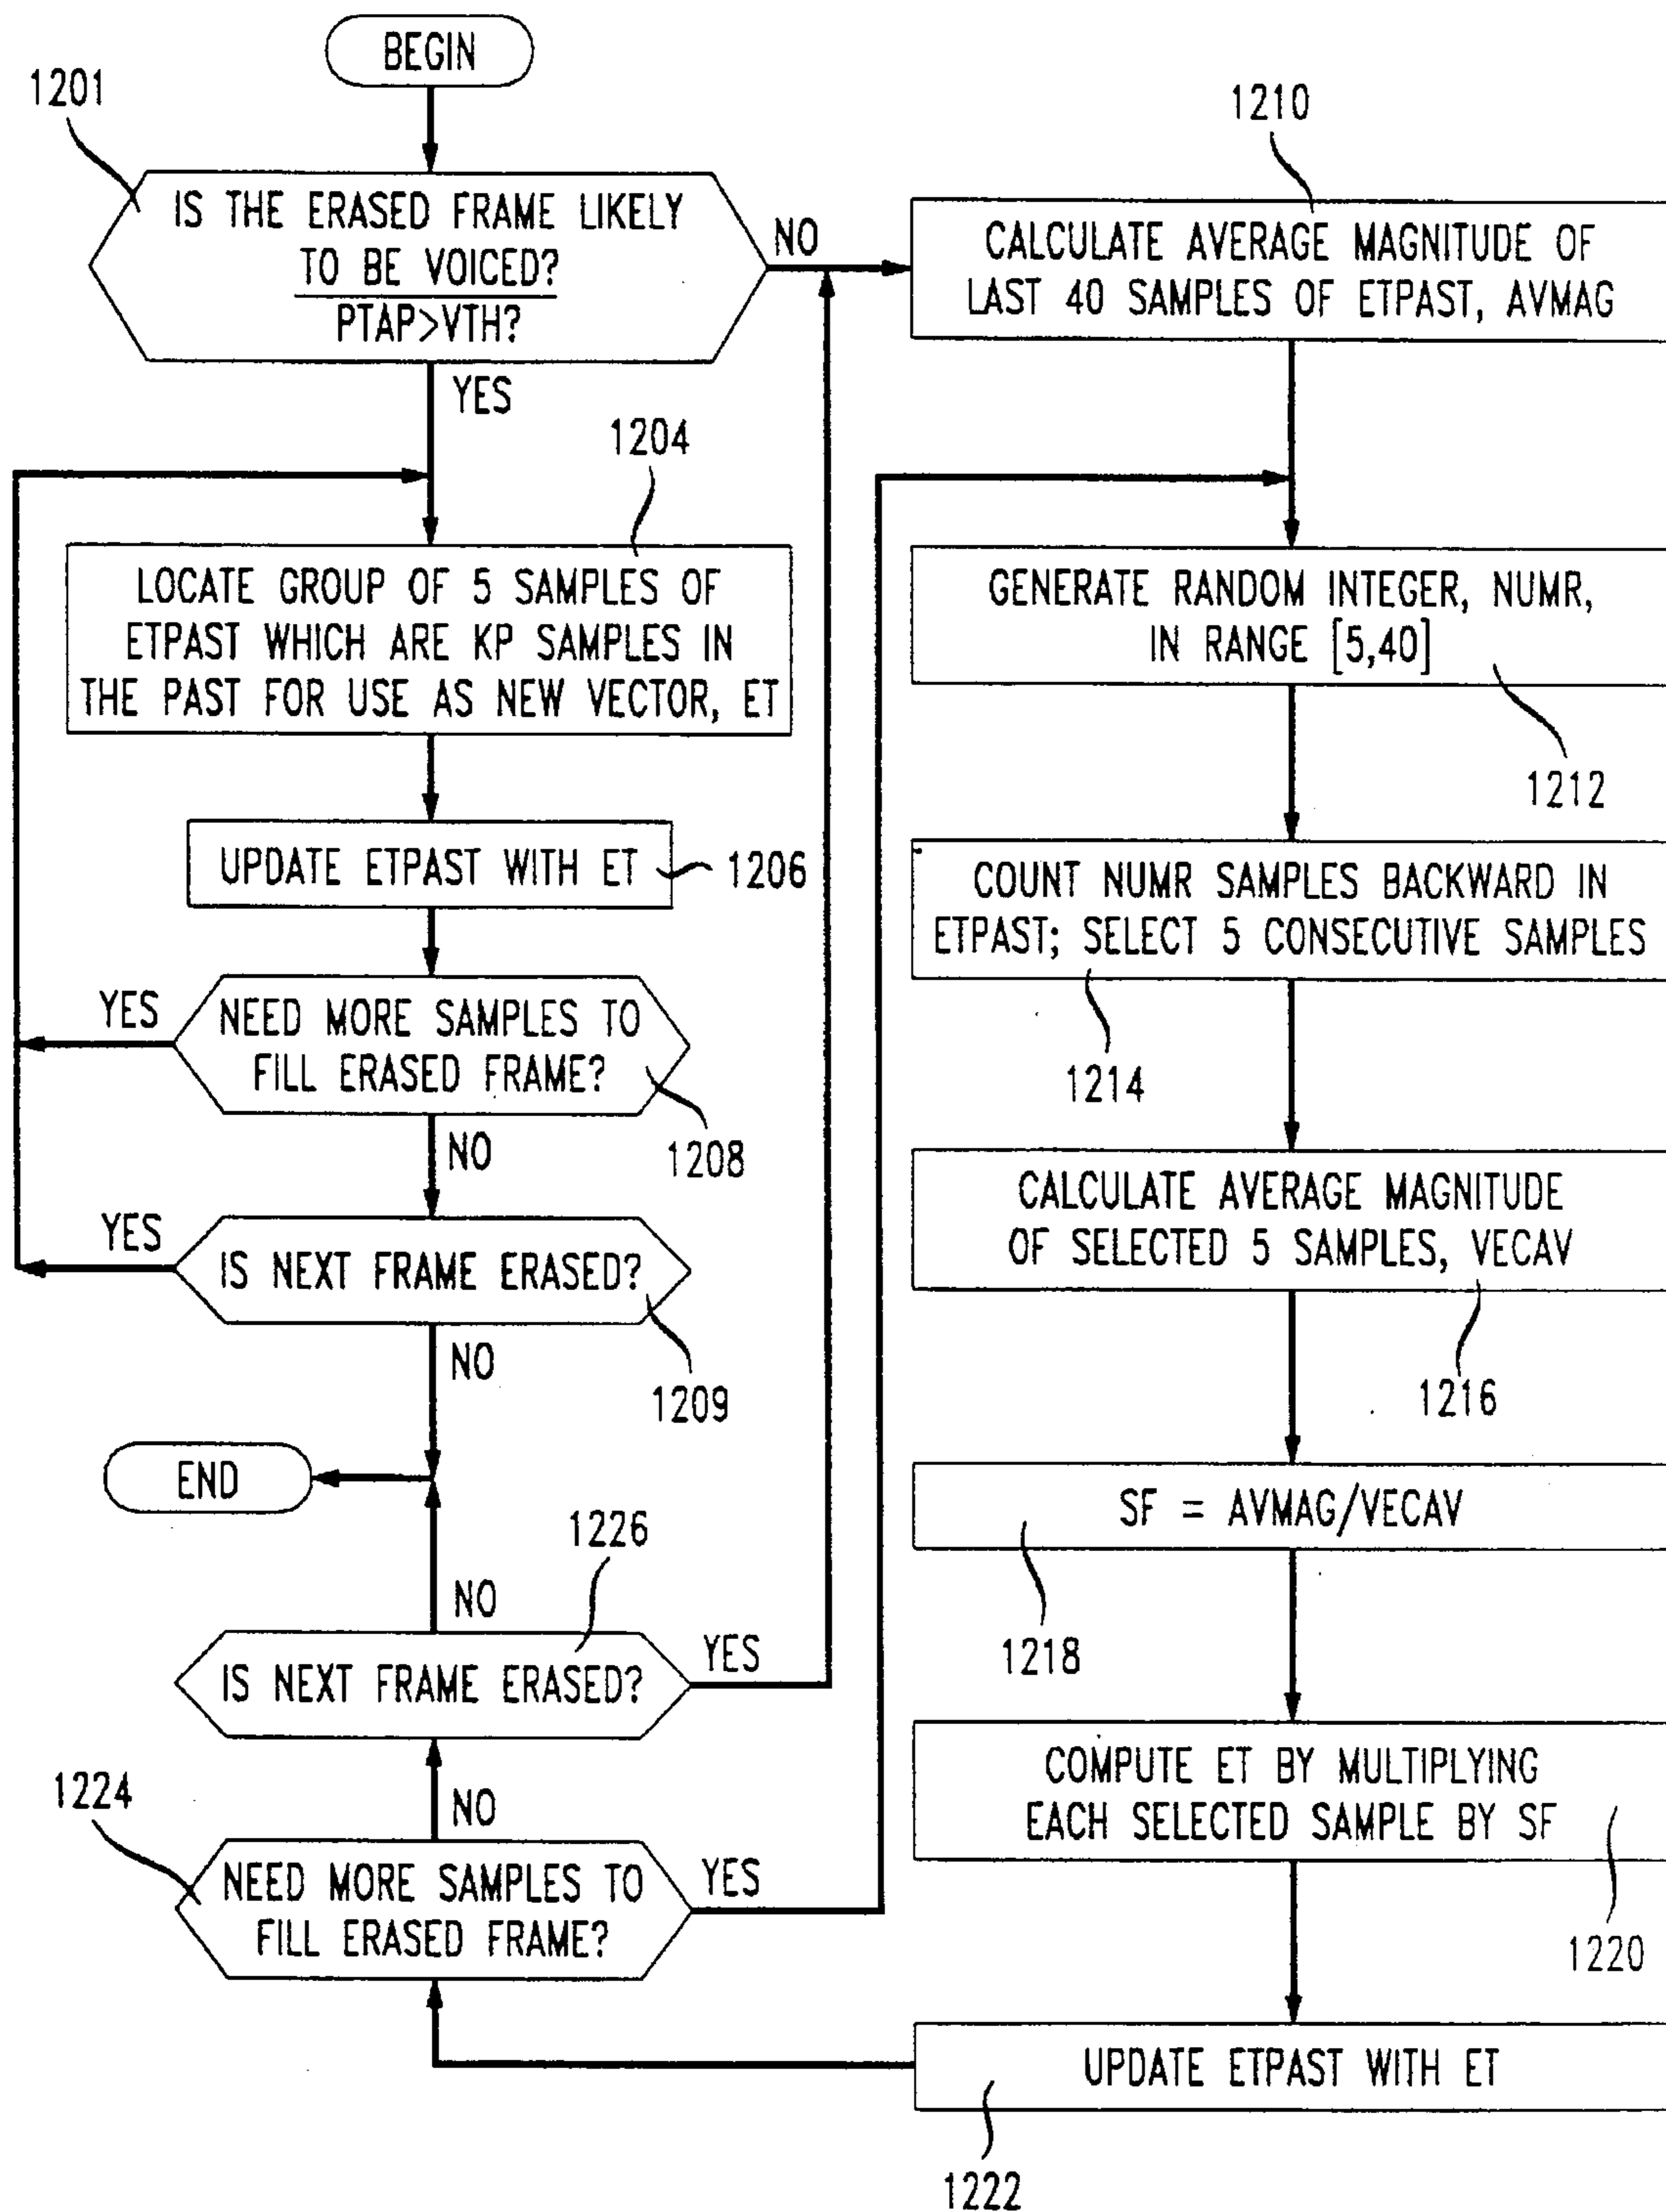 BEGIN
1201
IS THE ERASED FRAME LIKELY
TO BE VOICED?
PTAP>VTH?
NO
YES
1204
LOCATE GROUP OF 5 SAMPLES OF
ETPAST WHICH ARE KP SAMPLES IN
THE PAST FOR USE AS NEW VECTOR, ET
UPDATE ETPAST WITH ET
1206
NEED MORE SAMPLES TO
FILL ERASED FRAME?
YES
1208
NO
IS NEXT FRAME ERASED?
YES
1209
NO
END
1210
CALCULATE AVERAGE MAGNITUDE OF
LAST 40 SAMPLES OF ETPAST, AVMAG
GENERATE RANDOM INTEGER, NUMR,
IN RANGE [5,40]
1212
COUNT NUMR SAMPLES BACKWARD IN
ETPAST; SELECT 5 CONSECUTIVE SAMPLES
1214
CALCULATE AVERAGE MAGNITUDE
OF SELECTED 5 SAMPLES, VECAV
1216
SF = AVMAG/VECAV
1218
COMPUTE ET BY MULTIPLYING
EACH SELECTED SAMPLE BY SF
1220
UPDATE ETPAST WITH ET
1222
1224
NEED MORE SAMPLES TO
FILL ERASED FRAME?
YES
NO
1226
IS NEXT FRAME ERASED?
YES
NO